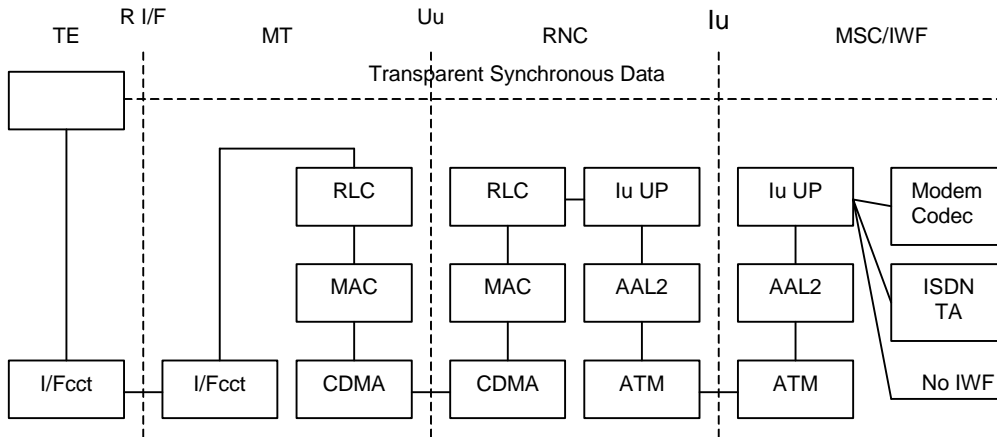 R I/F Uu Iu
TE MT RNC MSC/IWF
Transparent Synchronous Data
RLC RLC Iu UP Iu UP Modem
Codec
MAC MAC AAL2 AAL2 ISDN
TA
I/Fcct I/Fcct CDMA CDMA ATM ATM No IWF